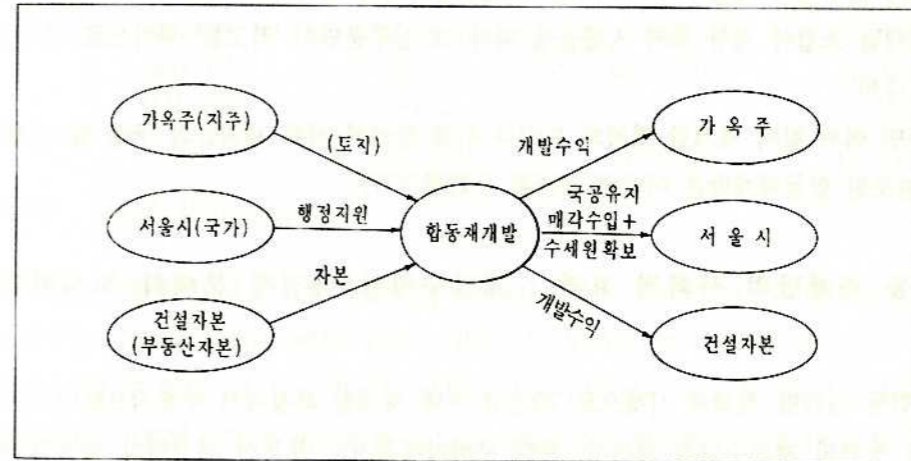 가옥주(지주)
(토지)
서울시(국가)
행정지원
건설자본
(부동산자본)
자본
합동재개발
개발수익
가 옥 주
국공유지
매각수입+
수세원확보
서 울 시
개발수익
건설자본